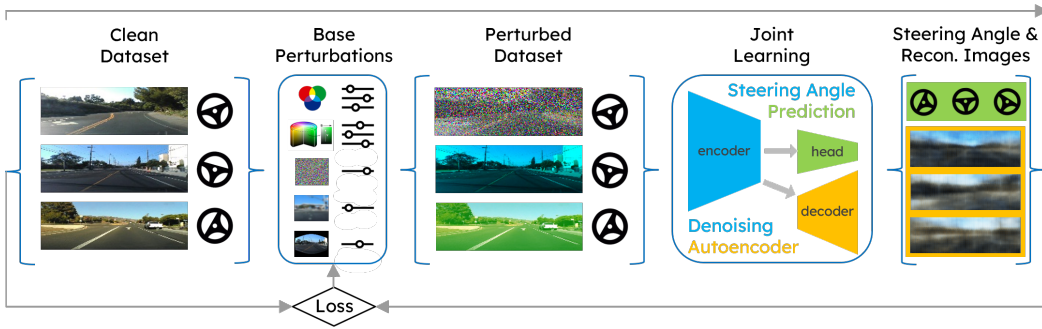 Clean
Dataset
Base
Perturbations
Perturbed
Dataset
Joint
Learning
Steering Angle &
Recon. Images
Steering Angle
Prediction
encoder
head
decoder
Denoising
Autoencoder
Loss